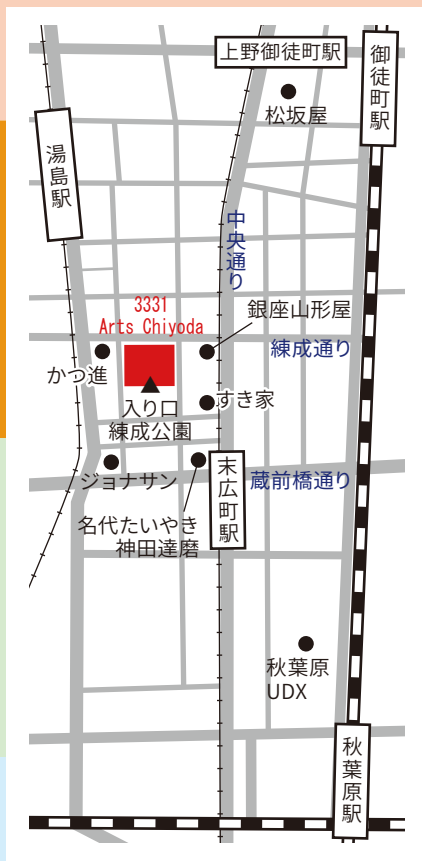 上野御徒町駅
御徒町駅
松坂屋
湯島駅
中央通り
3331
Arts Chiyoda
銀座山形屋
練成通り
かつ進
入り口
すき家
練成公園
末広町駅
ジョナサン
蔵前橋通り
名代たいやき
神田達磨
秋葉原
UDX
秋葉原駅